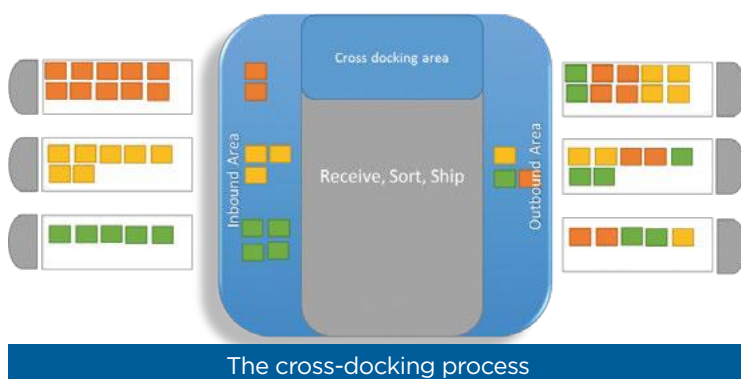 Cross docking area
Inbound Area
Receive, Sort, Ship
Outbound Area
The cross-docking process